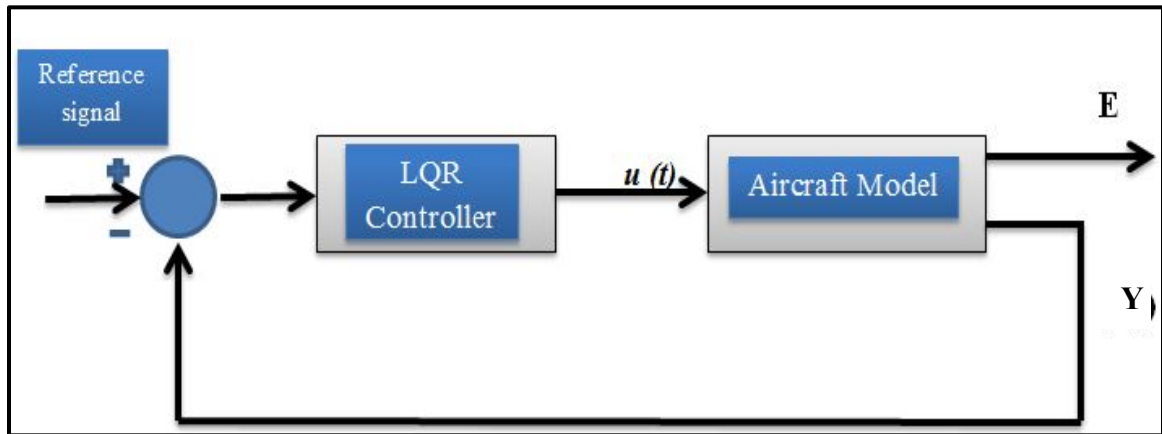 Reference
signal
+
−
LQR
Controller
u (t)
Aircraft Model
E
Y